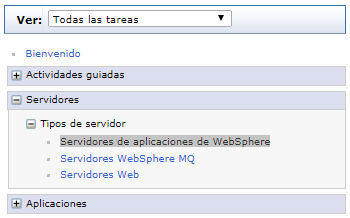 Ver: Todas las tareas
Bienvenido
Actividades guiadas
Servidores
Tipos de servidor
Servidores de aplicaciones de WebSphere
Servidores WebSphere MQ
Servidores Web
Aplicaciones